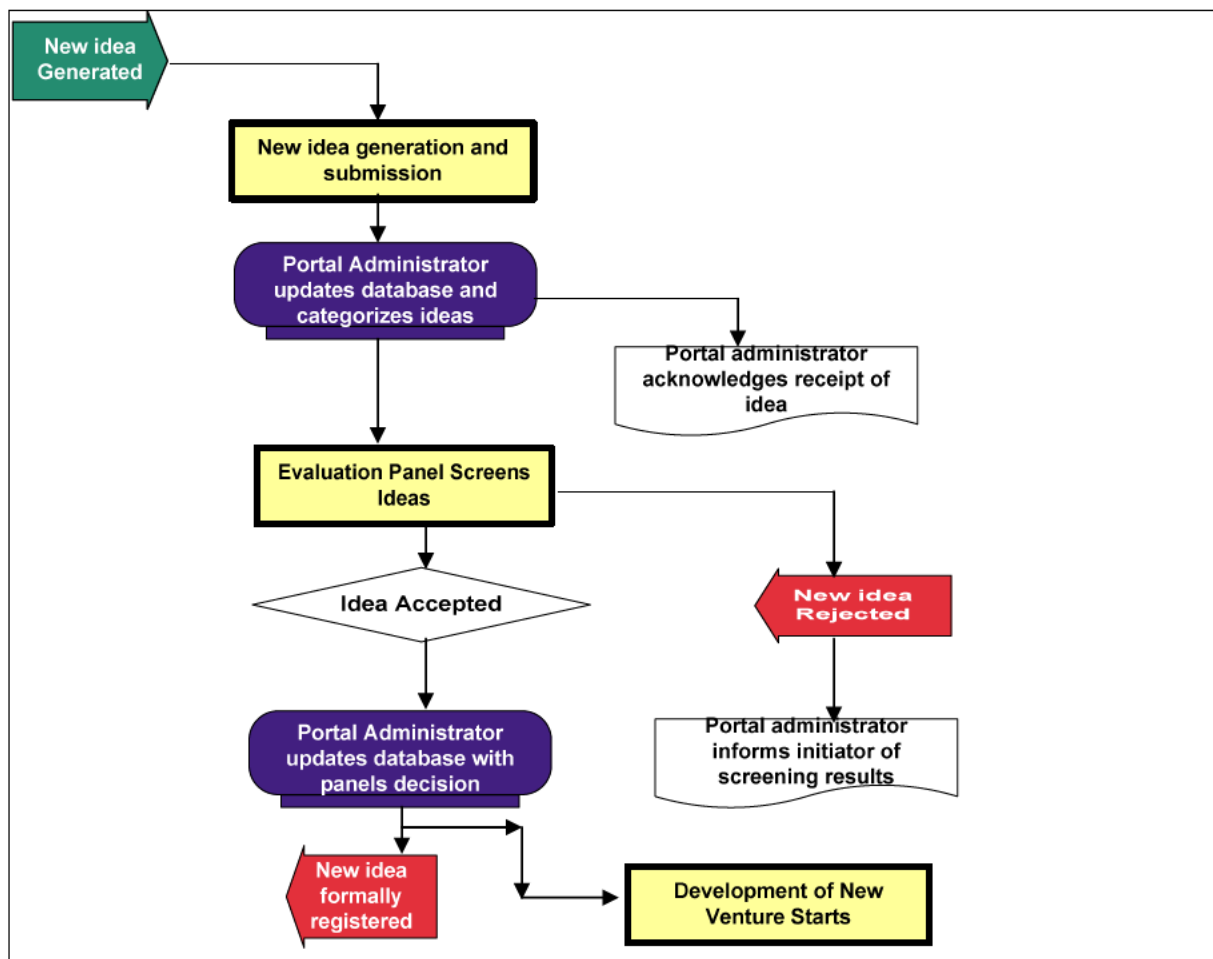 New idea
Generated
New idea generation and
submission
Portal Administrator
updates database and
categorizes ideas
Portal administrator
acknowledges receipt of
idea
Evaluation Panel Screens
Ideas
Idea Accepted
New idea
Rejected
Portal Administrator
updates database with
panels decision
Portal administrator
informs initiator of
screening results
New idea
formally
registered
Development of New
Venture Starts